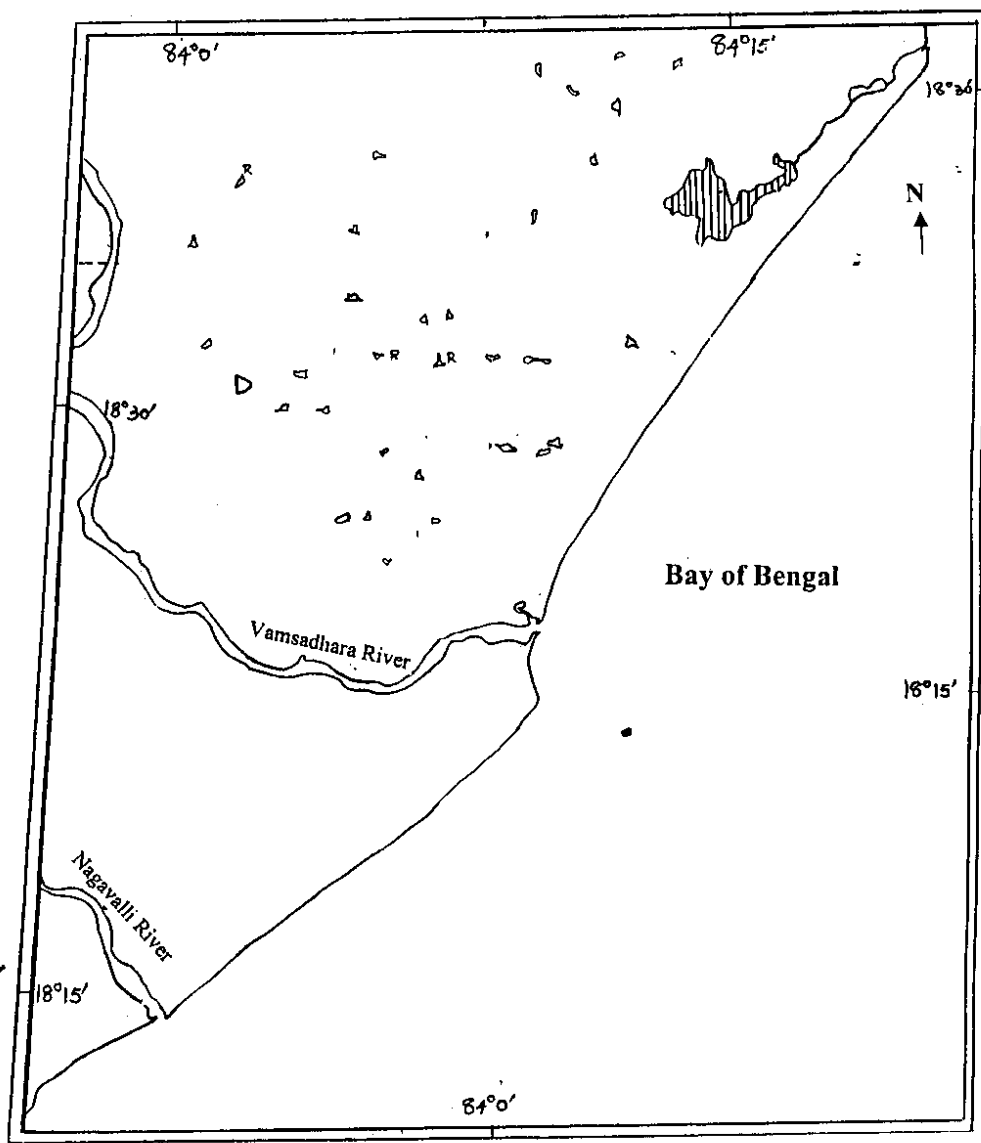 84°0'
84°15'
18°30'
R
N
R
R
18°30'
Bay of Bengal
Vamsadhara River
18°15'
Nagavalli River
18°15'
84°0'